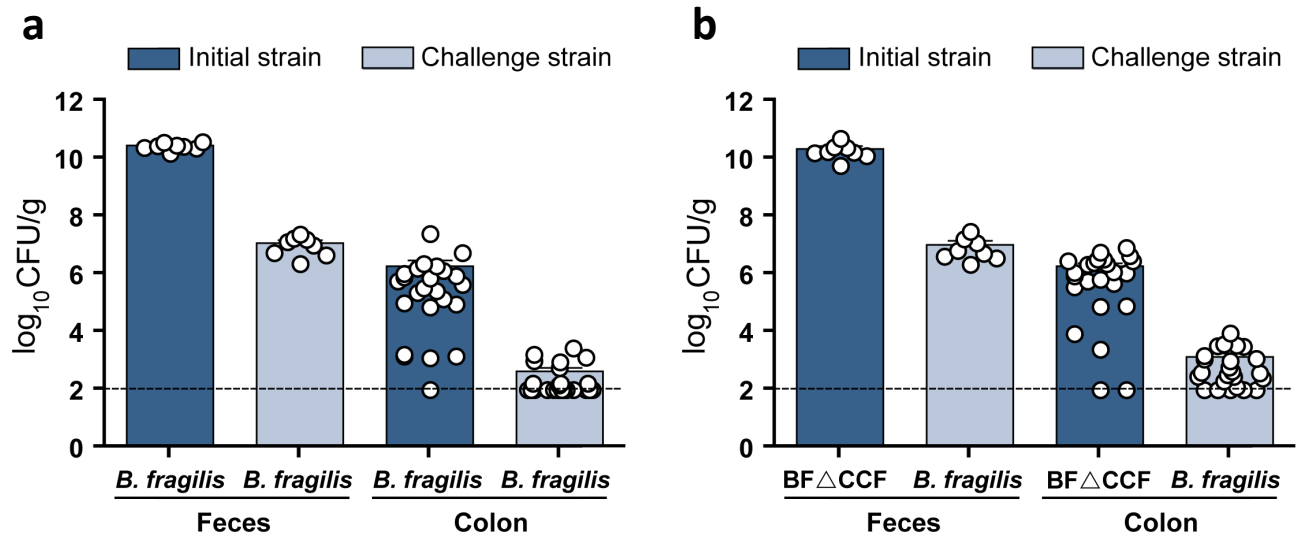 a
Initial strain Challenge strain
log10CFU/g
12
10
8
6
4
2
0
B. fragilis B. fragilis B. fragilis B. fragilis
Feces Colon
b
Initial strain Challenge strain
log10CFU/g
12
10
8
6
4
2
0
BF△CCF B. fragilis BF△CCF B. fragilis
Feces Colon